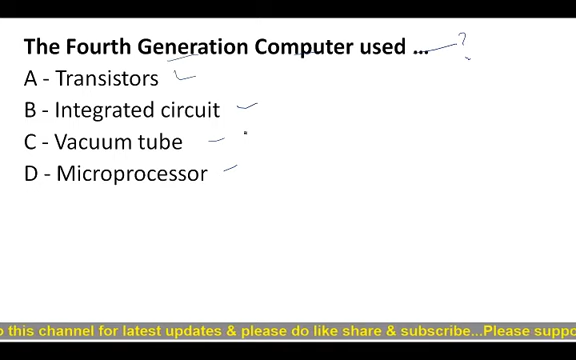 The Fourth Generation Computer used ... ?
A - Transistors
B - Integrated circuit
C - Vacuum tube
D - Microprocessor
o this channel for latest updates & please do like share & subscribe...Please suppo